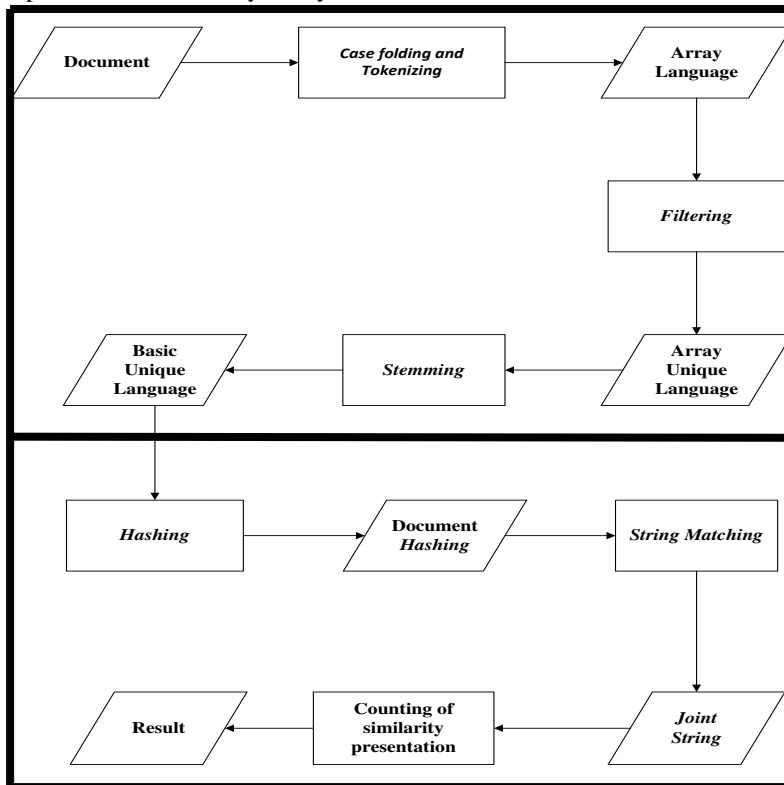 Document
Case folding and
Tokenizing
Array
Language
Filtering
Array
Unique
Language
Stemming
Basic
Unique
Language
Hashing
Document
Hashing
String Matching
Joint
String
Counting of
similarity
presentation
Result